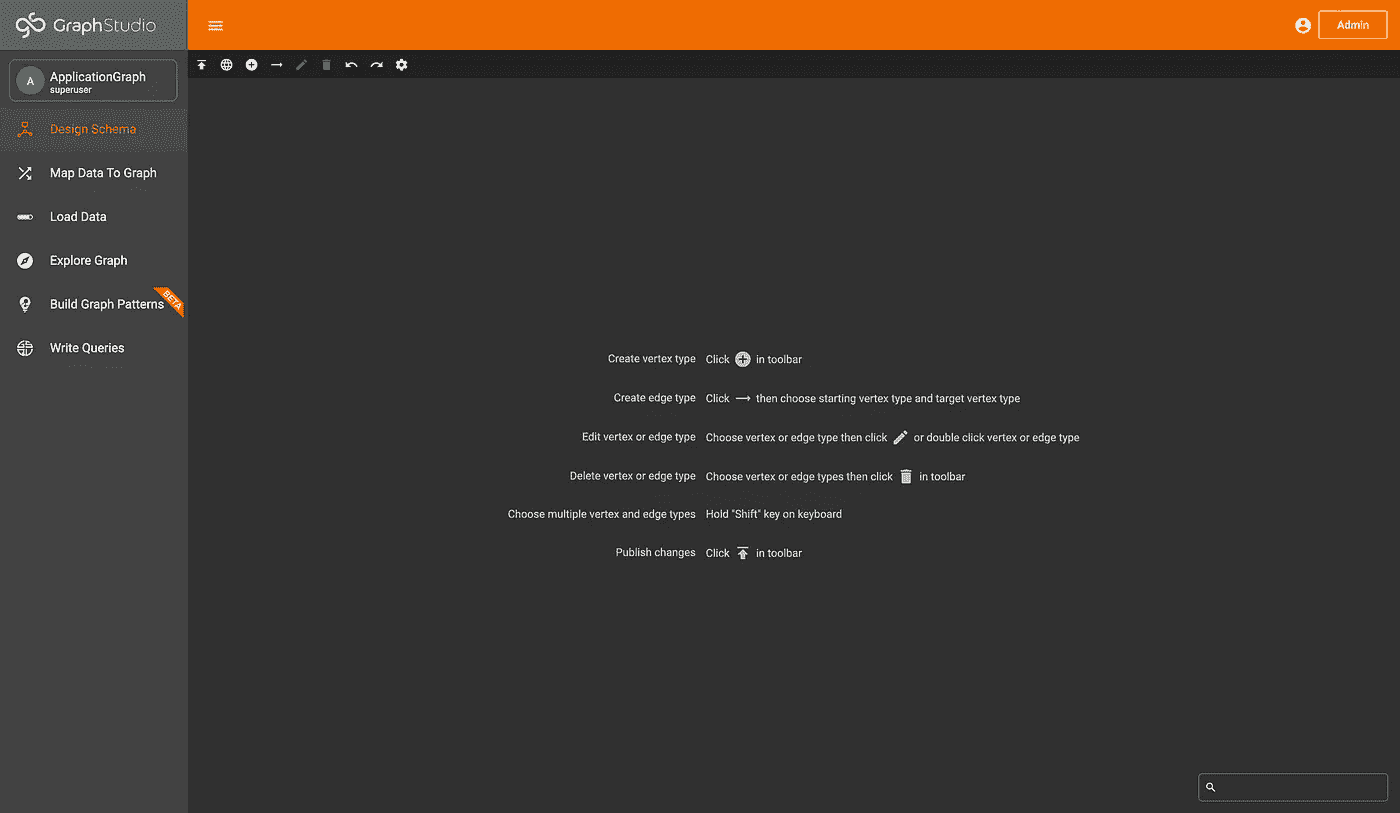 GraphStudio
Admin
A
ApplicationGraph
superuser
Design Schema
Map Data To Graph
Load Data
Explore Graph
Build Graph Patterns
BETA
Write Queries
Create vertex type Click in toolbar
Create edge type Click then choose starting vertex type and target vertex type
Edit vertex or edge type Choose vertex or edge type then click or double click vertex or edge type
Delete vertex or edge type Choose vertex or edge types then click in toolbar
Choose multiple vertex and edge types Hold "Shift" key on keyboard
Publish changes Click in toolbar